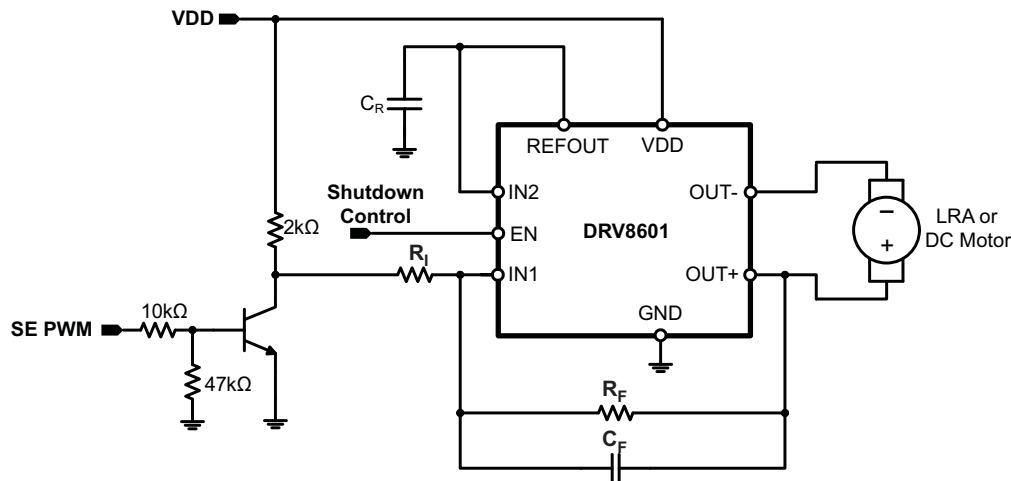 VDD
C_R
REFOUT
VDD
IN2
OUT-
Shutdown
Control
2kΩ
EN
DRV8601
LRA or
DC Motor
−
+
R_I
IN1
OUT+
10kΩ
GND
SE PWM
47kΩ
R_F
C_F